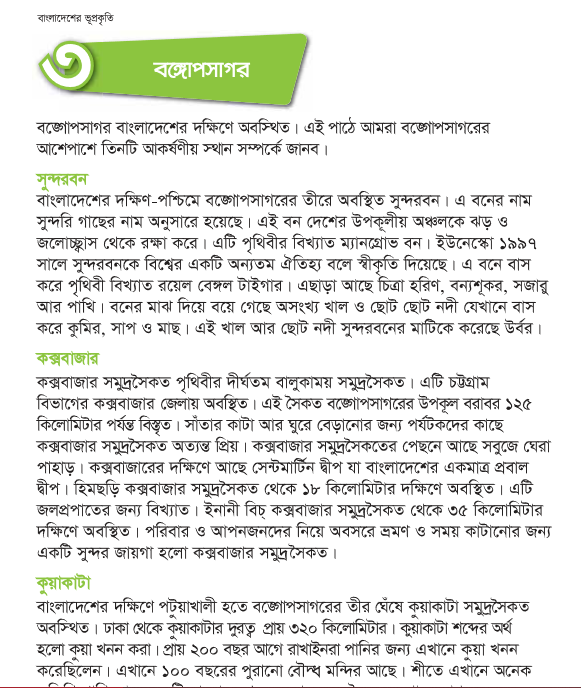 বাংলাদেশের ভূপ্রকৃতি
৩
বঙ্গোপসাগর
বঙ্গোপসাগর বাংলাদেশের দক্ষিণে অবস্থিত। এই পাঠে আমরা বঙ্গোপসাগরের
আশেপাশে তিনটি আকর্ষণীয় স্থান সম্পর্কে জানব।
সুন্দরবন
বাংলাদেশের দক্ষিণ-পশ্চিমে বঙ্গোপসাগরের তীরে অবস্থিত সুন্দরবন। এ বনের নাম
সুন্দরি গাছের নাম অনুসারে হয়েছে। এই বন দেশের উপকূলীয় অঞ্চলকে ঝড় ও
জলোচ্ছ্বাস থেকে রক্ষা করে। এটি পৃথিবীর বিখ্যাত ম্যানগ্রোভ বন। ইউনেস্কো ১৯৯৭
সালে সুন্দরবনকে বিশ্বের একটি অন্যতম ঐতিহ্য বলে স্বীকৃতি দিয়েছে। এ বনে বাস
করে পৃথিবী বিখ্যাত রয়েল বেঙ্গল টাইগার। এছাড়া আছে চিত্রা হরিণ, বন্যশূকর, সজারু
আর পাখি। বনের মাঝ দিয়ে বয়ে গেছে অসংখ্য খাল ও ছোট ছোট নদী যেখানে বাস
করে কুমির, সাপ ও মাছ। এই খাল আর ছোট নদী সুন্দরবনের মাটিকে করেছে উর্বর।
কক্সবাজার
কক্সবাজার সমুদ্রসৈকত পৃথিবীর দীর্ঘতম বালুকাময় সমুদ্রসৈকত। এটি চট্টগ্রাম
বিভাগের কক্সবাজার জেলায় অবস্থিত। এই সৈকত বঙ্গোপসাগরের উপকূল বরাবর ১২৫
কিলোমিটার পর্যন্ত বিস্তৃত। সাঁতার কাটা আর ঘুরে বেড়ানোর জন্য পর্যটকদের কাছে
কক্সবাজার সমুদ্রসৈকত অত্যন্ত প্রিয়। কক্সবাজার সমুদ্রসৈকতের পেছনে আছে সবুজে ঘেরা
পাহাড়। কক্সবাজারের দক্ষিণে আছে সেন্টমার্টিন দ্বীপ যা বাংলাদেশের একমাত্র প্রবাল
দ্বীপ। হিমছড়ি কক্সবাজার সমুদ্রসৈকত থেকে ১৮ কিলোমিটার দক্ষিণে অবস্থিত। এটি
জলপ্রপাতের জন্য বিখ্যাত। ইনানী বিচ্ কক্সবাজার সমুদ্রসৈকত থেকে ৩৫ কিলোমিটার
দক্ষিণে অবস্থিত। পরিবার ও আপনজনদের নিয়ে অবসরে ভ্রমণ ও সময় কাটানোর জন্য
একটি সুন্দর জায়গা হলো কক্সবাজার সমুদ্রসৈকত।
কুয়াকাটা
বাংলাদেশের দক্ষিণে পটুয়াখালী হতে বঙ্গোপসাগরের তীর ঘেঁষে কুয়াকাটা সমুদ্রসৈকত
অবস্থিত। ঢাকা থেকে কুয়াকাটার দূরত্ব প্রায় ৩২০ কিলোমিটার। কুয়াকাটা শব্দের অর্থ
হলো কুয়া খনন করা। প্রায় ২০০ বছর আগে রাখাইনরা পানির জন্য এখানে কুয়া খনন
করেছিলেন। এখানে ১০০ বছরের পুরানো বৌদ্ধ মন্দির আছে। শীতে এখানে অনেক